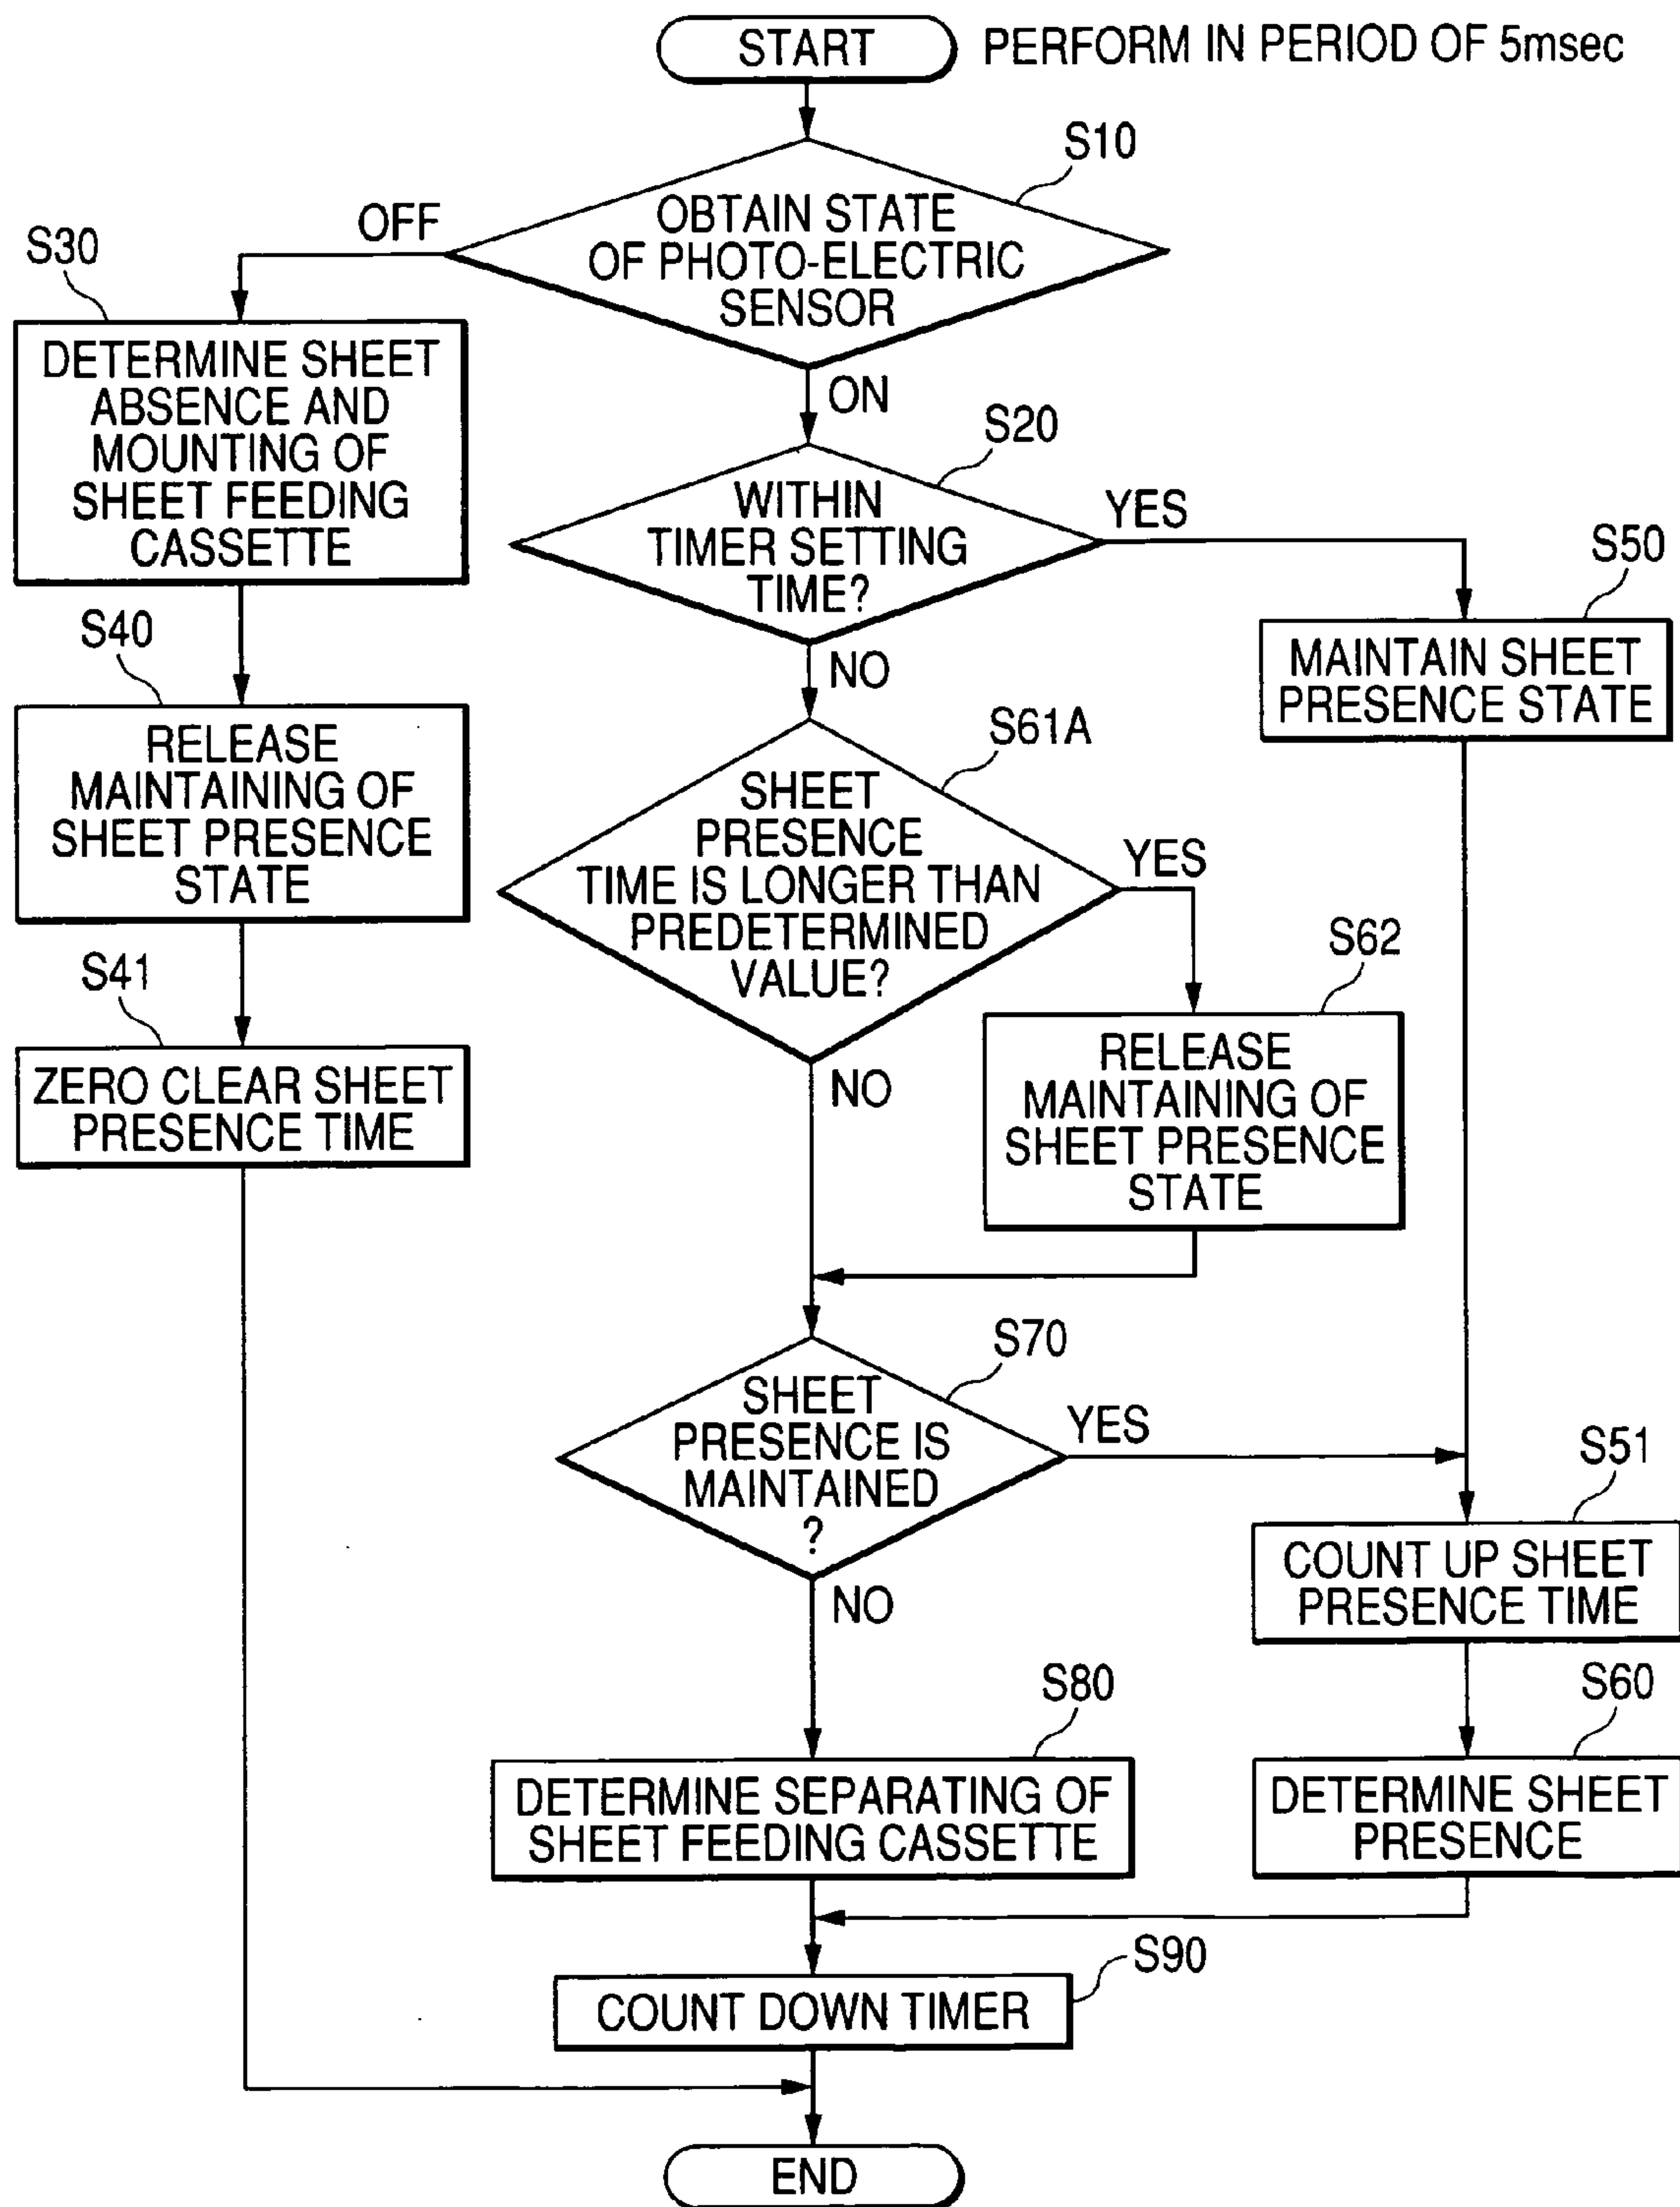 START
PERFORM IN PERIOD OF 5msec
S10
OBTAIN STATE
OF PHOTO-ELECTRIC
SENSOR
OFF
ON
S30
DETERMINE SHEET
ABSENCE AND
MOUNTING OF
SHEET FEEDING
CASSETTE
S20
WITHIN
TIMER SETTING
TIME?
YES
NO
S50
MAINTAIN SHEET
PRESENCE STATE
S40
RELEASE
MAINTAINING OF
SHEET PRESENCE
STATE
S61A
SHEET
PRESENCE
TIME IS LONGER THAN
PREDETERMINED
VALUE?
YES
NO
S62
RELEASE
MAINTAINING OF
SHEET PRESENCE
STATE
S41
ZERO CLEAR SHEET
PRESENCE TIME
S70
SHEET
PRESENCE IS
MAINTAINED
?
YES
NO
S51
COUNT UP SHEET
PRESENCE TIME
S80
DETERMINE SEPARATING OF
SHEET FEEDING CASSETTE
S60
DETERMINE SHEET
PRESENCE
S90
COUNT DOWN TIMER
END